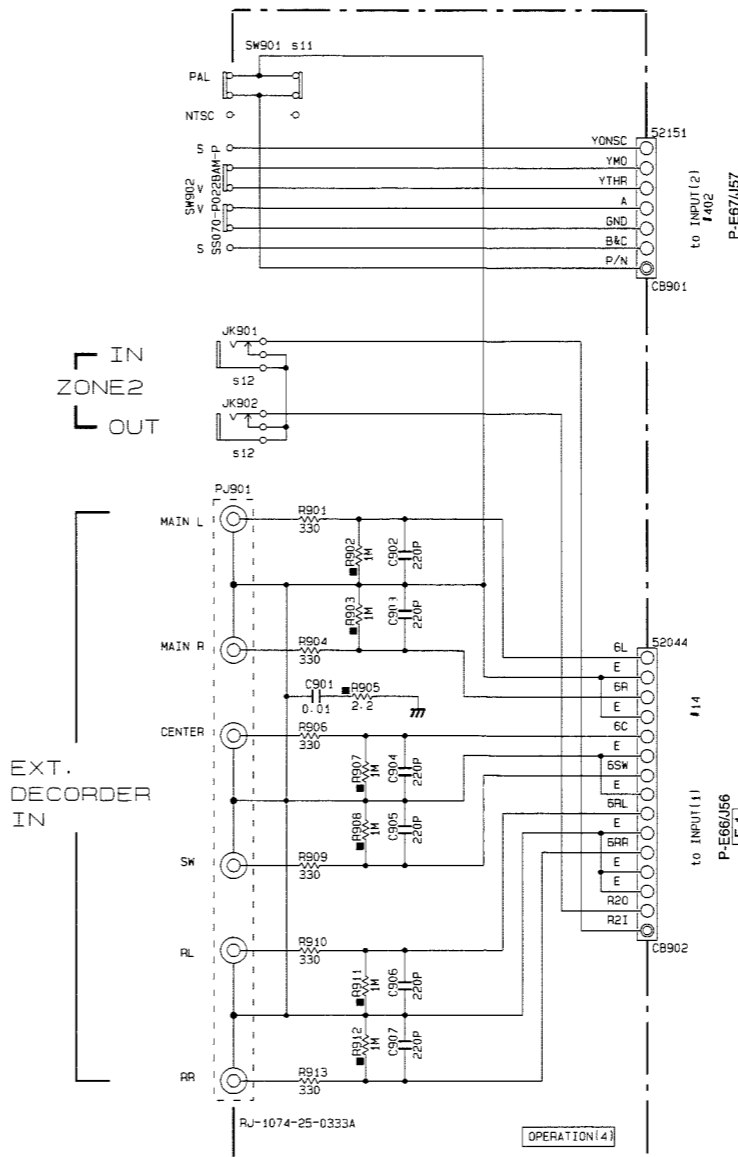 SW901 s11
PAL
NTSC
S
V
V
S
SW902
SS070-P022BAM-P
52151
YONSC
YMO
YTHR
A
GND
B&C
P/N
CB901
to INPUT(2)
#402
P-E67/J57
IN
ZONE2
OUT
JK901
s12
JK902
s12
PJ901
EXT.
DECORDER
IN
MAIN L
R901
330
R902
1M
C902
220P
R903
1M
C903
220P
MAIN R
R904
330
C901
0.01
R905
2.2
CENTER
R906
330
R907
1M
C904
220P
R908
1M
C905
220P
SW
R909
330
RL
R910
330
R911
1M
C906
220P
R912
1M
C907
220P
RR
R913
330
52044
6L
E
6R
E
6C
E
6SW
E
6RL
E
6RR
E
E
R2O
R2I
CB902
#14
to INPUT(1)
P-E66/J56
RJ-1074-25-0333A
OPERATION(4)